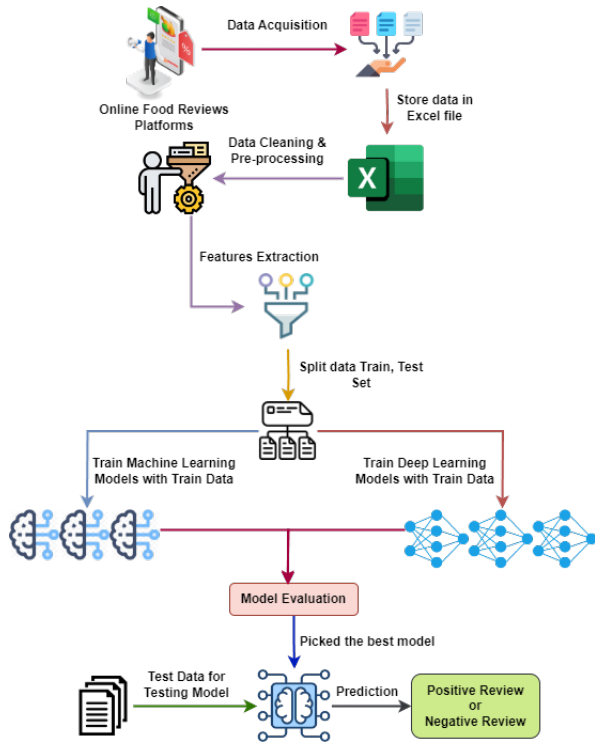 Data Acquisition
Online Food Reviews
Platforms
Store data in
Excel file
Data Cleaning &
Pre-processing
X
Features Extraction
Split data Train, Test
Set
Train Machine Learning
Models with Train Data
Train Deep Learning
Models with Train Data
Model Evaluation
Picked the best model
Test Data for
Testing Model
Prediction
Positive Review
or
Negative Review